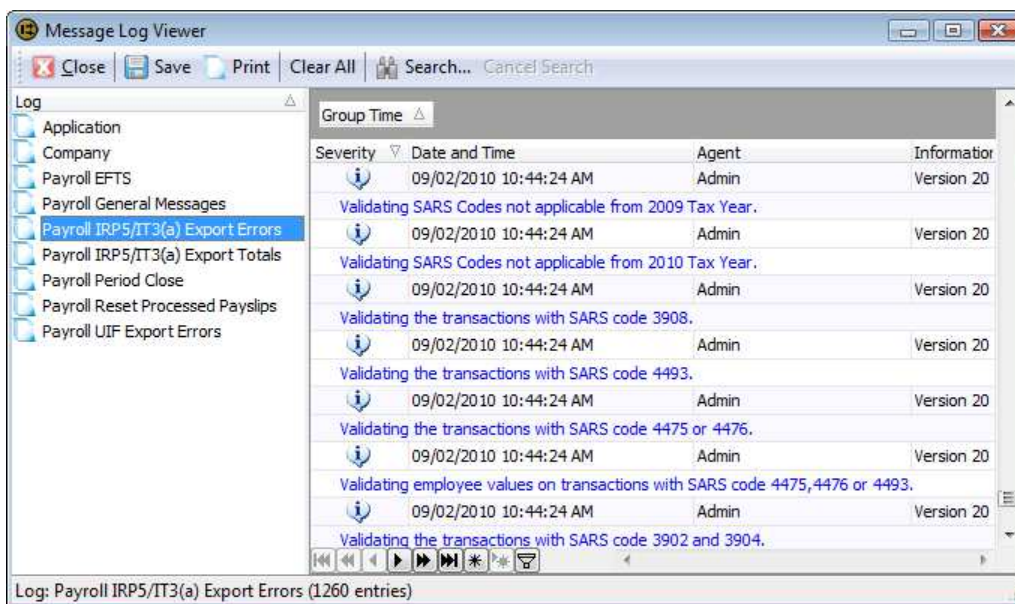 Message Log Viewer
Close Save Print Clear All Search... Cancel Search
Log
Application
Company
Payroll EFTS
Payroll General Messages
Payroll IRP5/IT3(a) Export Errors
Payroll IRP5/IT3(a) Export Totals
Payroll Period Close
Payroll Reset Processed Payslips
Payroll UIF Export Errors
Group Time
Severity Date and Time Agent Information
09/02/2010 10:44:24 AM Admin Version 20
Validating SARS Codes not applicable from 2009 Tax Year.
09/02/2010 10:44:24 AM Admin Version 20
Validating SARS Codes not applicable from 2010 Tax Year.
09/02/2010 10:44:24 AM Admin Version 20
Validating the transactions with SARS code 3908.
09/02/2010 10:44:24 AM Admin Version 20
Validating the transactions with SARS code 4493.
09/02/2010 10:44:24 AM Admin Version 20
Validating the transactions with SARS code 4475 or 4476.
09/02/2010 10:44:24 AM Admin Version 20
Validating employee values on transactions with SARS code 4475,4476 or 4493.
09/02/2010 10:44:24 AM Admin Version 20
Validating the transactions with SARS code 3902 and 3904.
Log: Payroll IRP5/IT3(a) Export Errors (1260 entries)